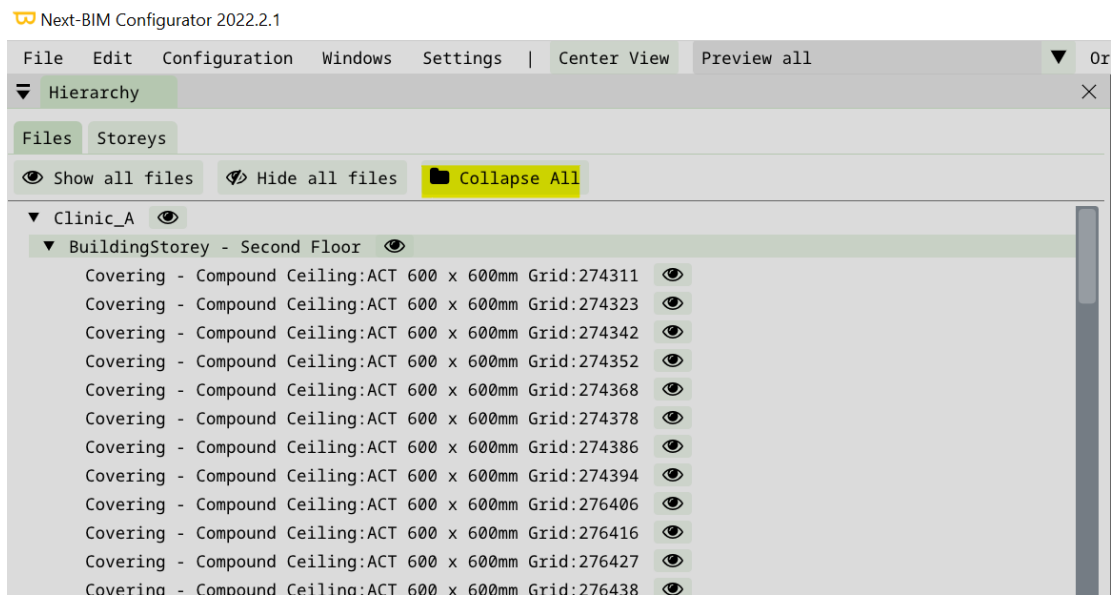 Next-BIM Configurator 2022.2.1
File Edit Configuration Windows Settings | Center View Preview all Or
Hierarchy
Files Storeys
Show all files Hide all files Collapse All
Clinic_A
BuildingStorey - Second Floor
Covering - Compound Ceiling:ACT 600 x 600mm Grid:274311
Covering - Compound Ceiling:ACT 600 x 600mm Grid:274323
Covering - Compound Ceiling:ACT 600 x 600mm Grid:274342
Covering - Compound Ceiling:ACT 600 x 600mm Grid:274352
Covering - Compound Ceiling:ACT 600 x 600mm Grid:274368
Covering - Compound Ceiling:ACT 600 x 600mm Grid:274378
Covering - Compound Ceiling:ACT 600 x 600mm Grid:274386
Covering - Compound Ceiling:ACT 600 x 600mm Grid:274394
Covering - Compound Ceiling:ACT 600 x 600mm Grid:276406
Covering - Compound Ceiling:ACT 600 x 600mm Grid:276416
Covering - Compound Ceiling:ACT 600 x 600mm Grid:276427
Covering - Compound Ceiling:ACT 600 x 600mm Grid:276438